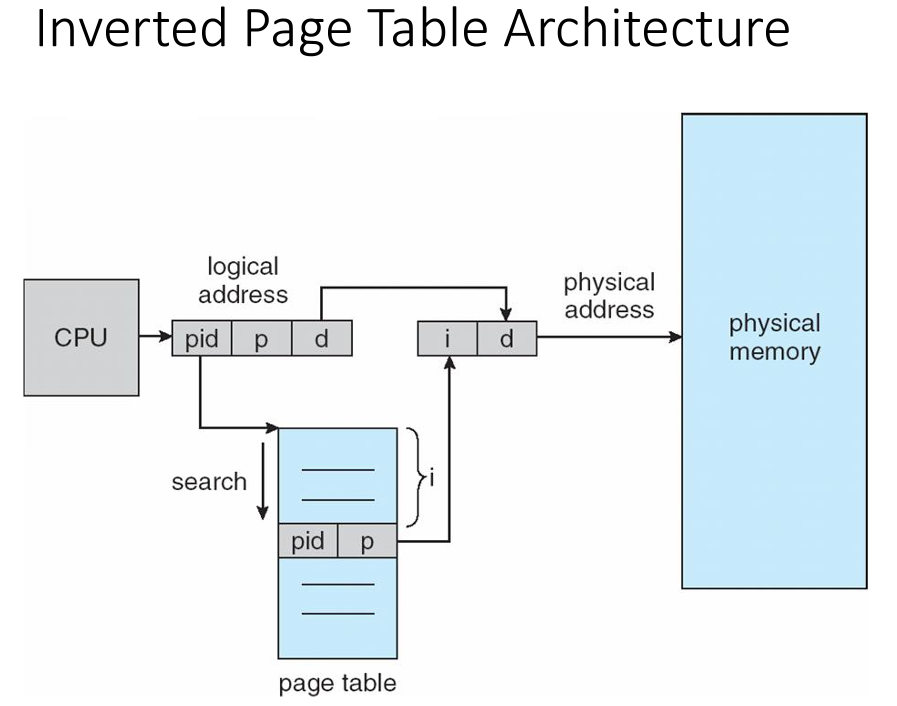 Inverted Page Table Architecture
logical
address
physical
address
CPU
pid p d
i d
physical
memory
search
i
pid p
page table